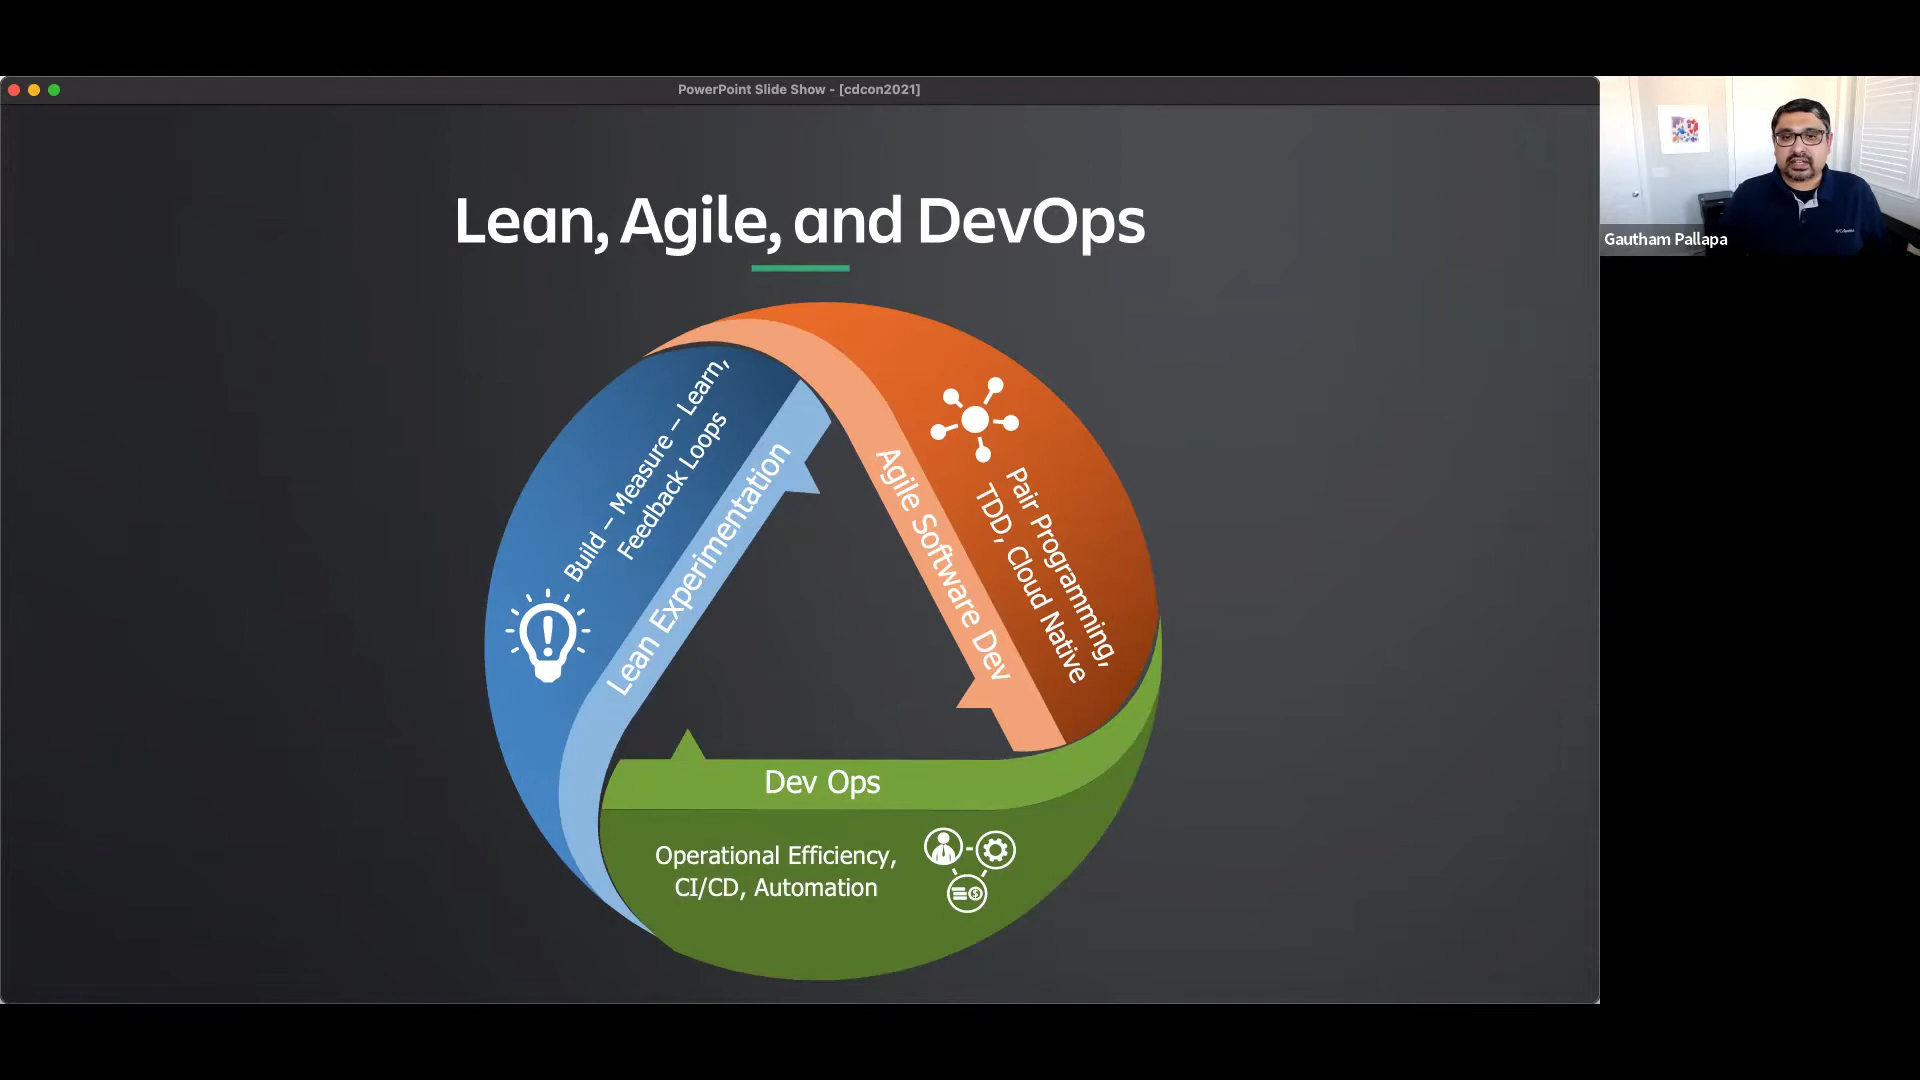 PowerPoint Slide Show - [cdcon2021]
Gautham Pallapa
Lean, Agile, and DevOps
Build – Measure – Learn,
Feedback Loops
Lean Experimentation
Agile Software Dev
Pair Programming,
TDD, Cloud Native
Dev Ops
Operational Efficiency,
CI/CD, Automation